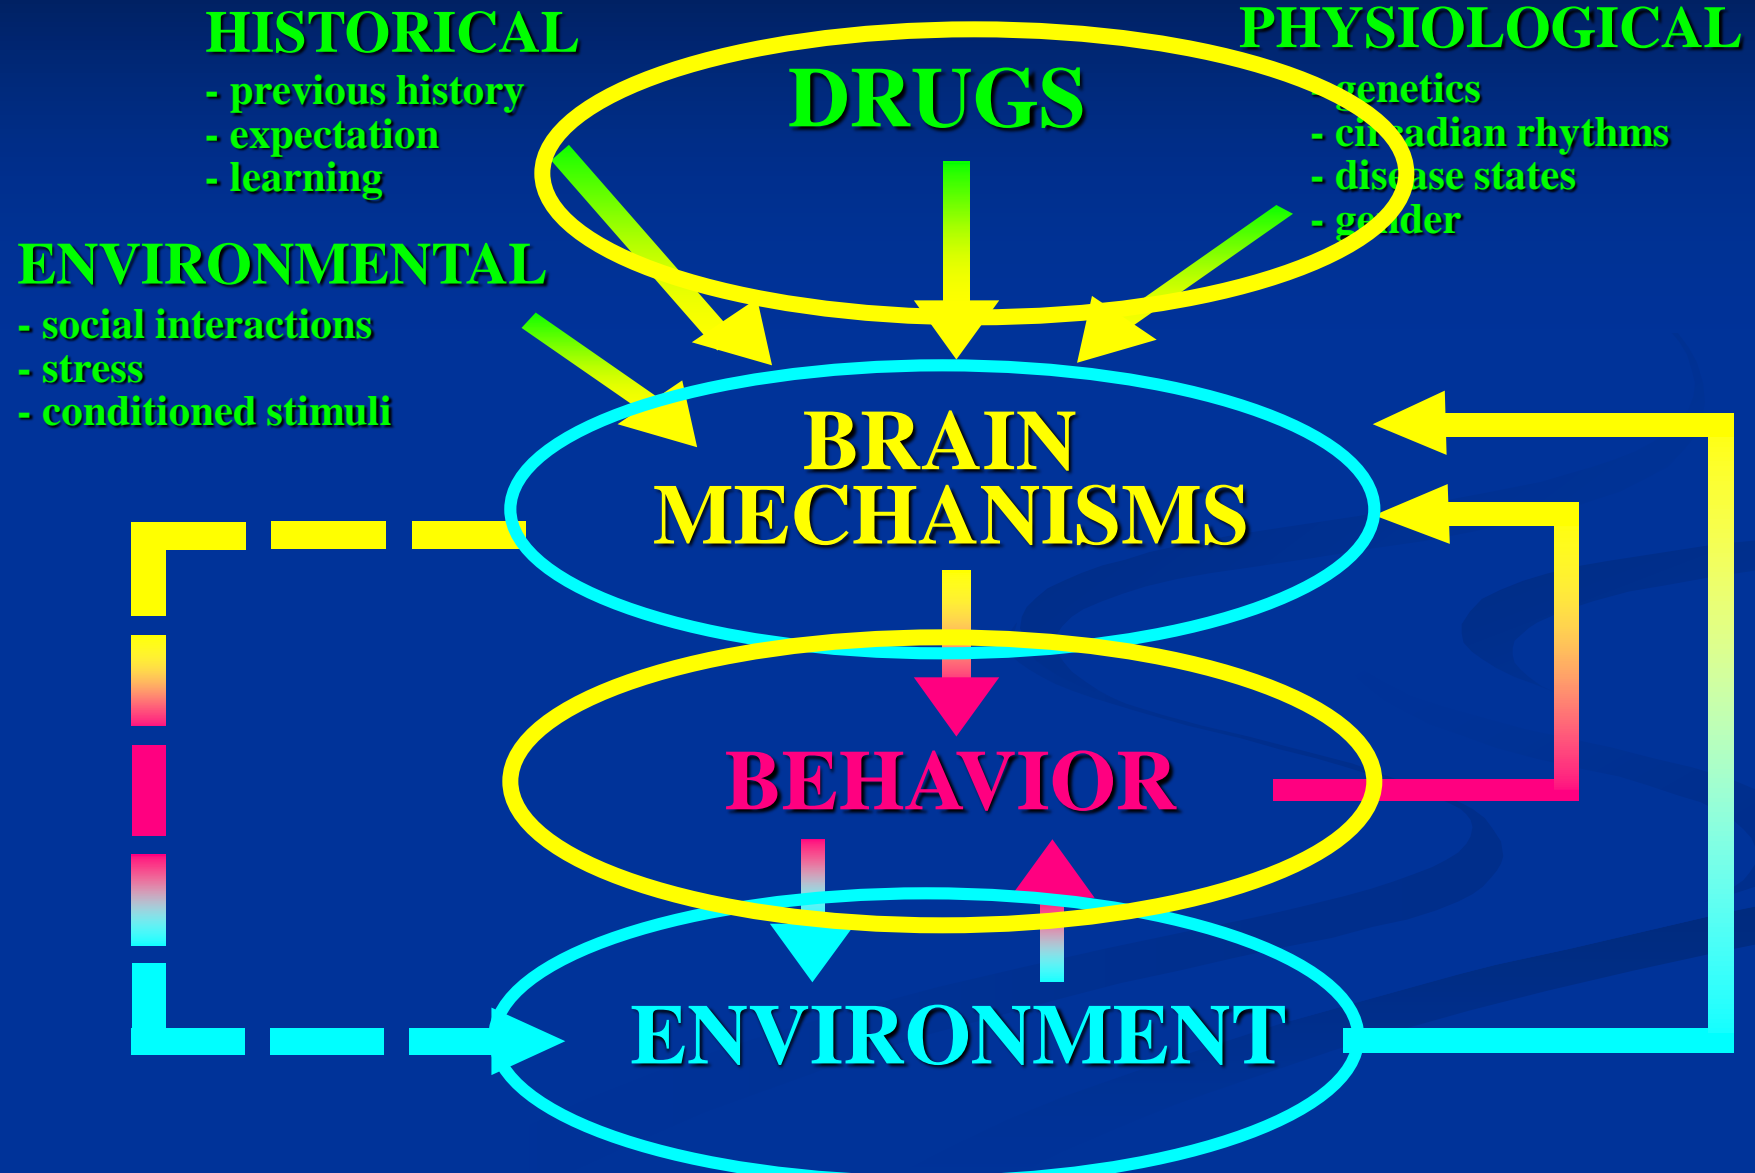 HISTORICAL
- previous history
- expectation
- learning
DRUGS
PHYSIOLOGICAL
- genetics
- circadian rhythms
- disease states
- gender
ENVIRONMENTAL
- social interactions
- stress
- conditioned stimuli
BRAIN
MECHANISMS
BEHAVIOR
ENVIRONMENT